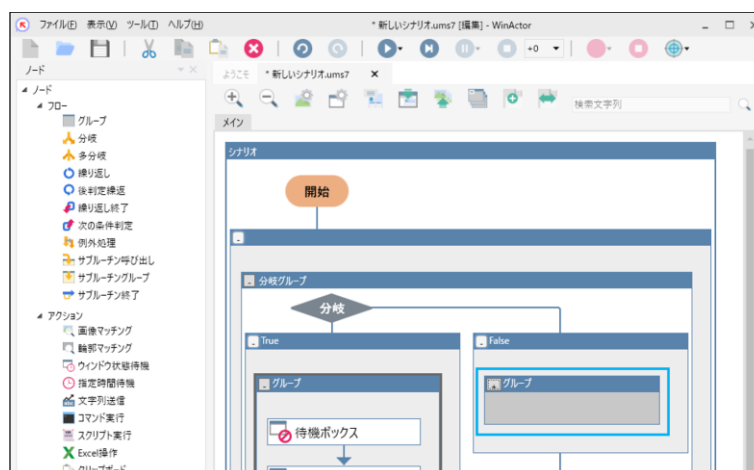 ファイル(F) 表示(V) ツール(T) ヘルプ(H)
* 新しいシナリオ.ums7 [編集] - WinActor
+0
ノード
ようこそ
* 新しいシナリオ.ums7
検索文字列
メイン
ノード
フロー
グループ
分岐
多分岐
繰り返し
後判定繰返
繰り返し終了
次の条件判定
例外処理
サブルーチン呼び出し
サブルーチングループ
サブルーチン終了
アクション
画像マッチング
輪郭マッチング
ウィンドウ状態待機
指定時間待機
文字列送信
コマンド実行
スクリプト実行
Excel操作
クリップボード
シナリオ
開始
分岐グループ
分岐
True
False
グループ
グループ
待機ボックス